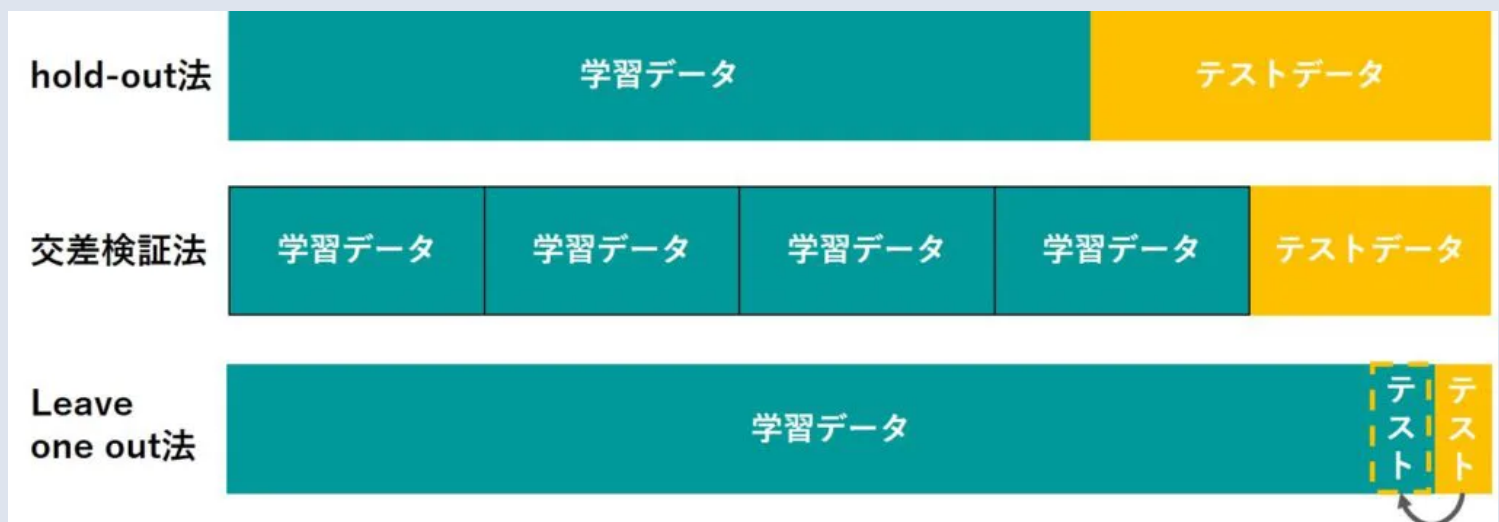 hold-out法
学習データ
テストデータ
交差検証法
学習データ
学習データ
学習データ
学習データ
テストデータ
Leave
one out法
学習データ
テスト
テスト